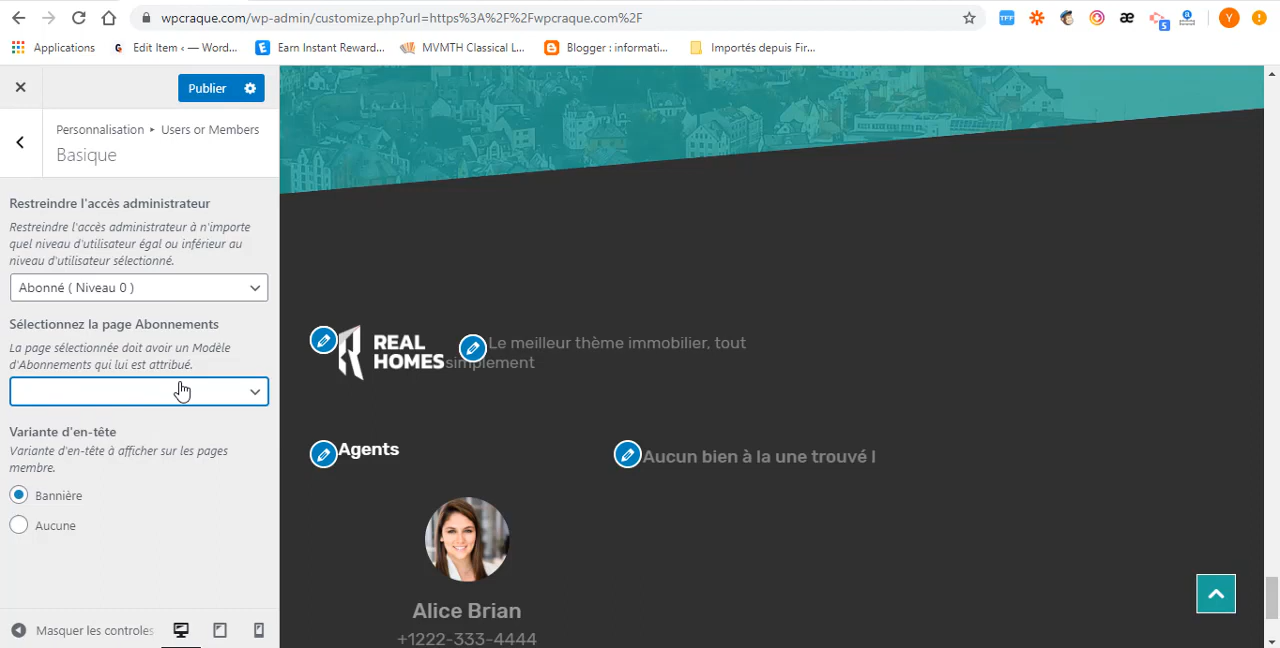 wpcraque.com/wp-admin/customize.php?url=https%3A%2F%2Fwpcraque.com%2F
TFF
æ
5
Y
Applications
G
Edit Item ‹ — Word...
Earn Instant Reward...
MVMTH Classical L...
Blogger : informati...
Importés depuis Fir...
Publier
Personnalisation ▸ Users or Members
Basique
Restreindre l'accès administrateur
Restreindre l'accès administrateur à n'importe
quel niveau d'utilisateur égal ou inférieur au
niveau d'utilisateur sélectionné.
Abonné ( Niveau 0 )
Sélectionnez la page Abonnements
La page sélectionnée doit avoir un Modèle
d'Abonnements qui lui est attribué.
Variante d'en-tête
Variante d'en-tête à afficher sur les pages
membre.
Bannière
Aucune
Masquer les controles
REAL
HOMES
Le meilleur thème immobilier, tout
simplement
Agents
Aucun bien à la une trouvé !
Alice Brian
+1222-333-4444